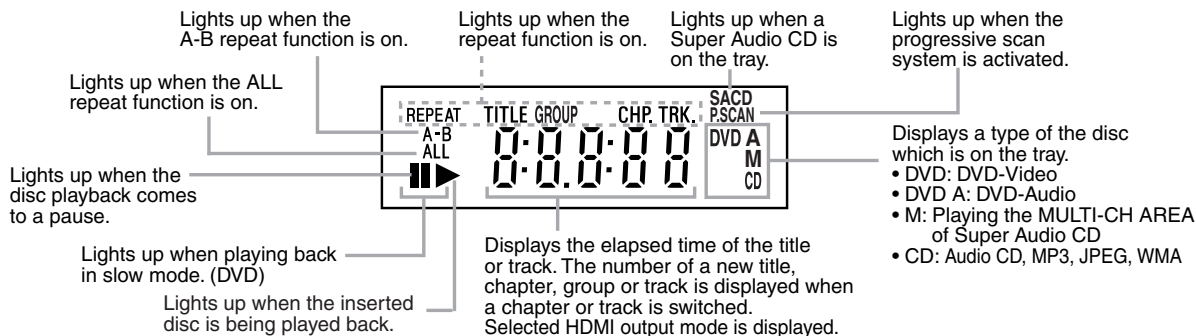 Lights up when the
A-B repeat function is on.
Lights up when the
repeat function is on.
Lights up when a
Super Audio CD is
on the tray.
Lights up when the
progressive scan
system is activated.
Lights up when the ALL
repeat function is on.
REPEAT TITLE GROUP CHP. TRK. SACD
P.SCAN
A-B
ALL
8:8.8:8 8
DVD A
M
CD
Lights up when the
disc playback comes
to a pause.
Displays a type of the disc
which is on the tray.
• DVD: DVD-Video
• DVD A: DVD-Audio
• M: Playing the MULTI-CH AREA
of Super Audio CD
• CD: Audio CD, MP3, JPEG, WMA
Lights up when playing back
in slow mode. (DVD)
Lights up when the inserted
disc is being played back.
Displays the elapsed time of the title
or track. The number of a new title,
chapter, group or track is displayed when
a chapter or track is switched.
Selected HDMI output mode is displayed.